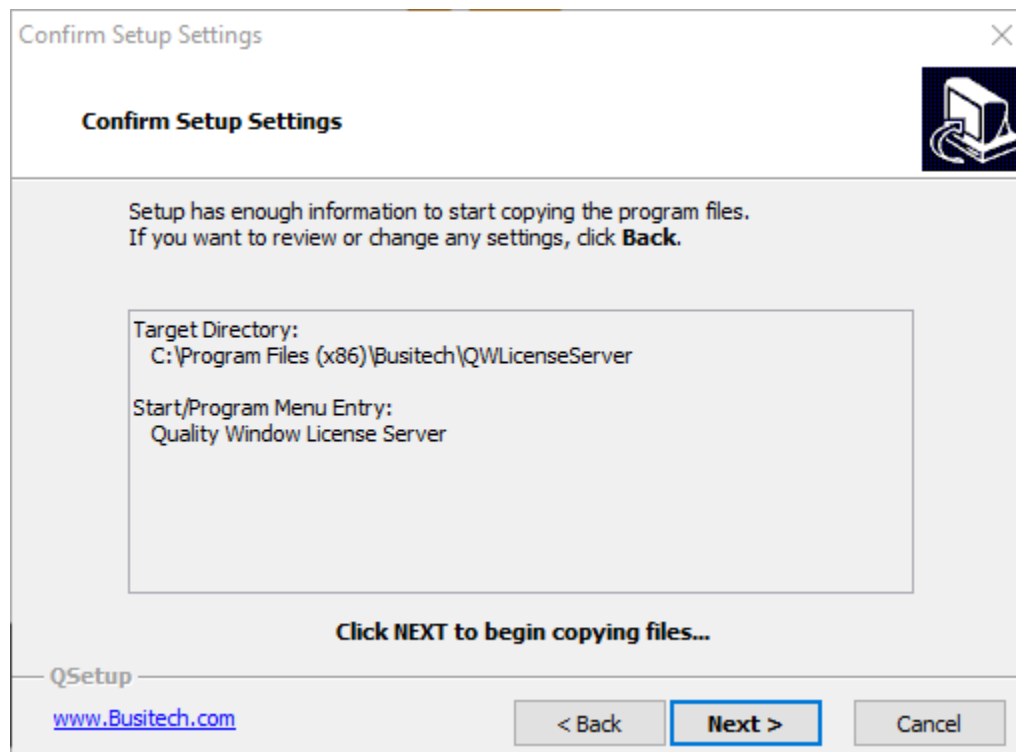 Confirm Setup Settings
Confirm Setup Settings
Setup has enough information to start copying the program files.
If you want to review or change any settings, click Back.
Target Directory:
C:\Program Files (x86)\Busitech\QWLicenseServer
Start/Program Menu Entry:
Quality Window License Server
Click NEXT to begin copying files...
QSetup
www.Busitech.com
< Back
Next >
Cancel